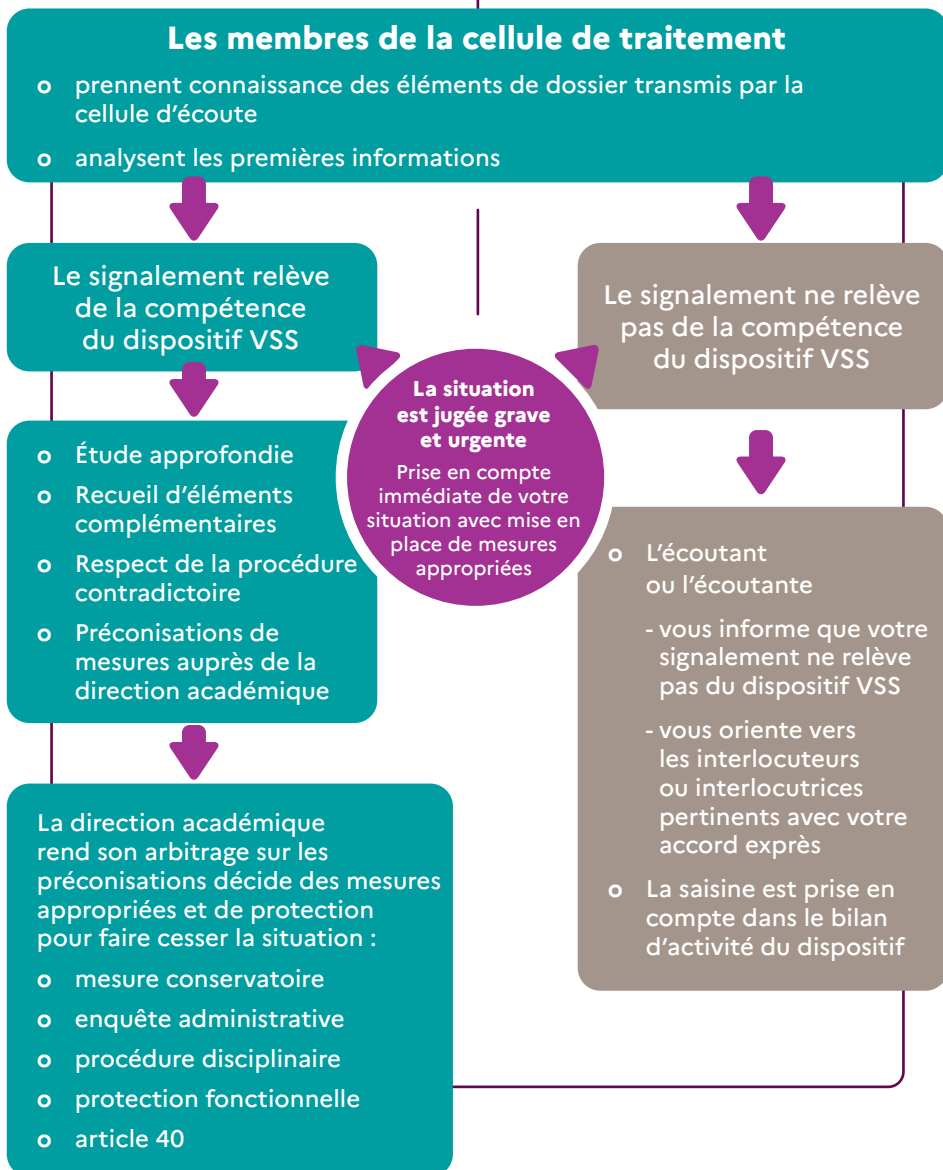 Les membres de la cellule de traitement
o prennent connaissance des éléments de dossier transmis par la
cellule d'écoute
o analysent les premières informations
Le signalement relève
de la compétence
du dispositif VSS
Le signalement ne relève
pas de la compétence
du dispositif VSS
La situation
est jugée grave
et urgente
Prise en compte
immédiate de votre
situation avec mise en
place de mesures
appropriées
o Étude approfondie
o Recueil d'éléments
complémentaires
o Respect de la procédure
contradictoire
o Préconisations de
mesures auprès de la
direction académique
o L'écoutant
ou l'écoutante
- vous informe que votre
signalement ne relève
pas du dispositif VSS
- vous oriente vers
les interlocuteurs
ou interlocutrices
pertinents avec votre
accord exprès
o La saisine est prise en
compte dans le bilan
d'activité du dispositif
La direction académique
rend son arbitrage sur les
préconisations décide des mesures
appropriées et de protection
pour faire cesser la situation :
o mesure conservatoire
o enquête administrative
o procédure disciplinaire
o protection fonctionnelle
o article 40